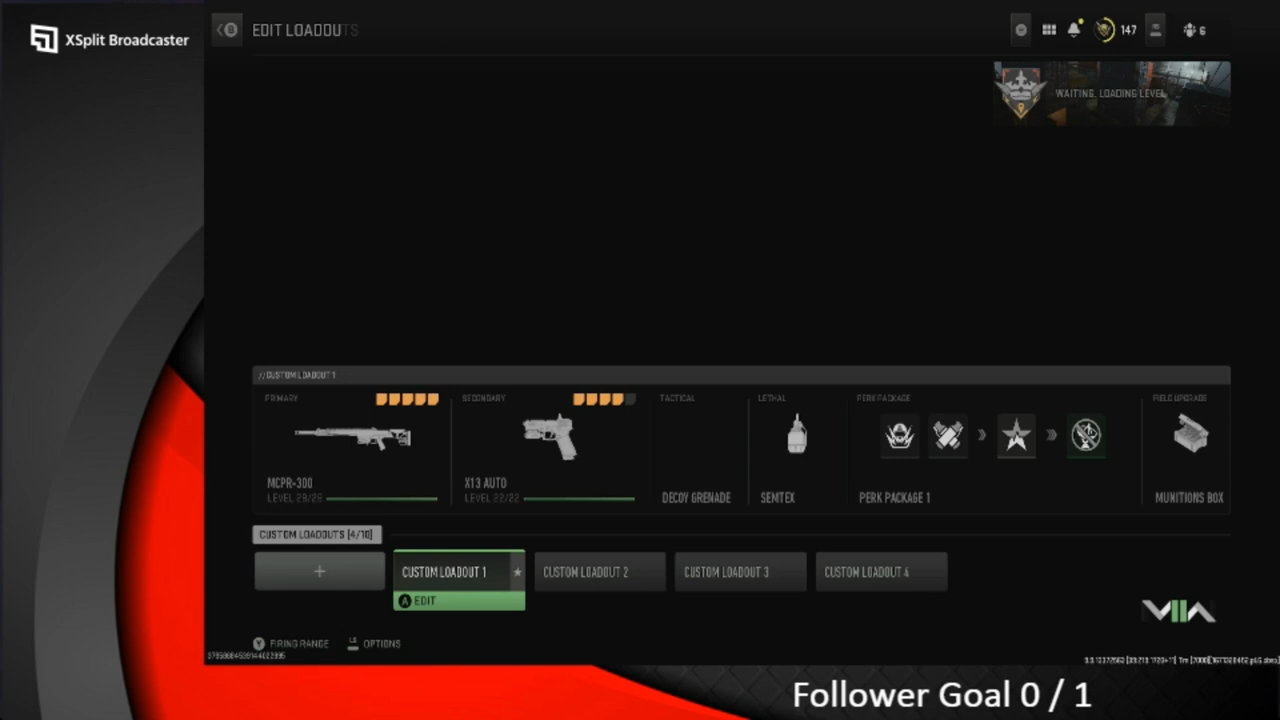 XSplit Broadcaster
B EDIT LOADOUTS
147
6
WAITING. LOADING LEVEL
//CUSTOM LOADOUT 1
PRIMARY
SECONDARY
TACTICAL
LETHAL
PERK PACKAGE
FIELD UPGRADE
MCPR-300
LEVEL 29/28
X13 AUTO
LEVEL 22/22
DECOY GRENADE
SEMTEX
PERK PACKAGE 1
MUNITIONS BOX
CUSTOM LOADOUTS [4/10]
+
CUSTOM LOADOUT 1
CUSTOM LOADOUT 2
CUSTOM LOADOUT 3
CUSTOM LOADOUT 4
A EDIT
Y FIRING RANGE
LS OPTIONS
Follower Goal 0 / 1